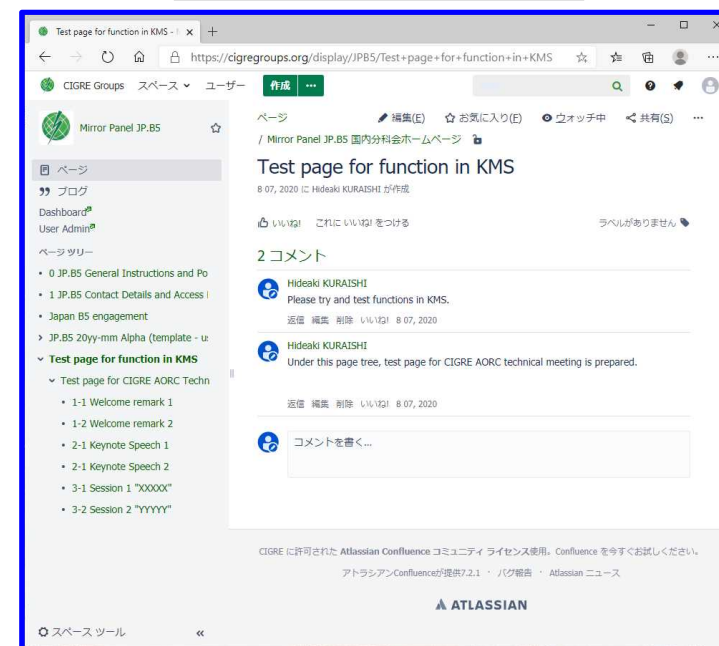 Test page for function in KMS -
https://cigregroups.org/display/JPB5/Test+page+for+function+in+KMS
CIGRE Groups スペース ユーザー 作成
Mirror Panel JP.B5
ページ
ブログ
Dashboard
User Admin
ページツリー
0 JP.B5 General Instructions and Po
1 JP.B5 Contact Details and Access
Japan B5 engagement
JP.B5 20yy-mm Alpha (template - us
Test page for function in KMS
Test page for CIGRE AORC Techn
1-1 Welcome remark 1
1-2 Welcome remark 2
2-1 Keynote Speech 1
2-1 Keynote Speech 2
3-1 Session 1 "XXXXX"
3-2 Session 2 "YYYYY"
スペース ツール
ページ 編集(E) お気に入り(F) ウォッチ中 共有(S)
/ Mirror Panel JP.B5 国内分科会ホームページ
Test page for function in KMS
8 07, 2020 に Hideaki KURAISHI が作成
いいね! これに いいね! をつける ラベルがありません
2 コメント
Hideaki KURAISHI
Please try and test functions in KMS.
返信 編集 削除 いいね! 8 07, 2020
Hideaki KURAISHI
Under this page tree, test page for CIGRE AORC technical meeting is prepared.
返信 編集 削除 いいね! 8 07, 2020
コメントを書く...
CIGRE に許可された Atlassian Confluence コミュニティ ライセンス使用。Confluence を今すぐお試しください。
アトラシアンConfluenceが提供7.2.1 · バグ報告 · Atlassian ニュース
ATLASSIAN